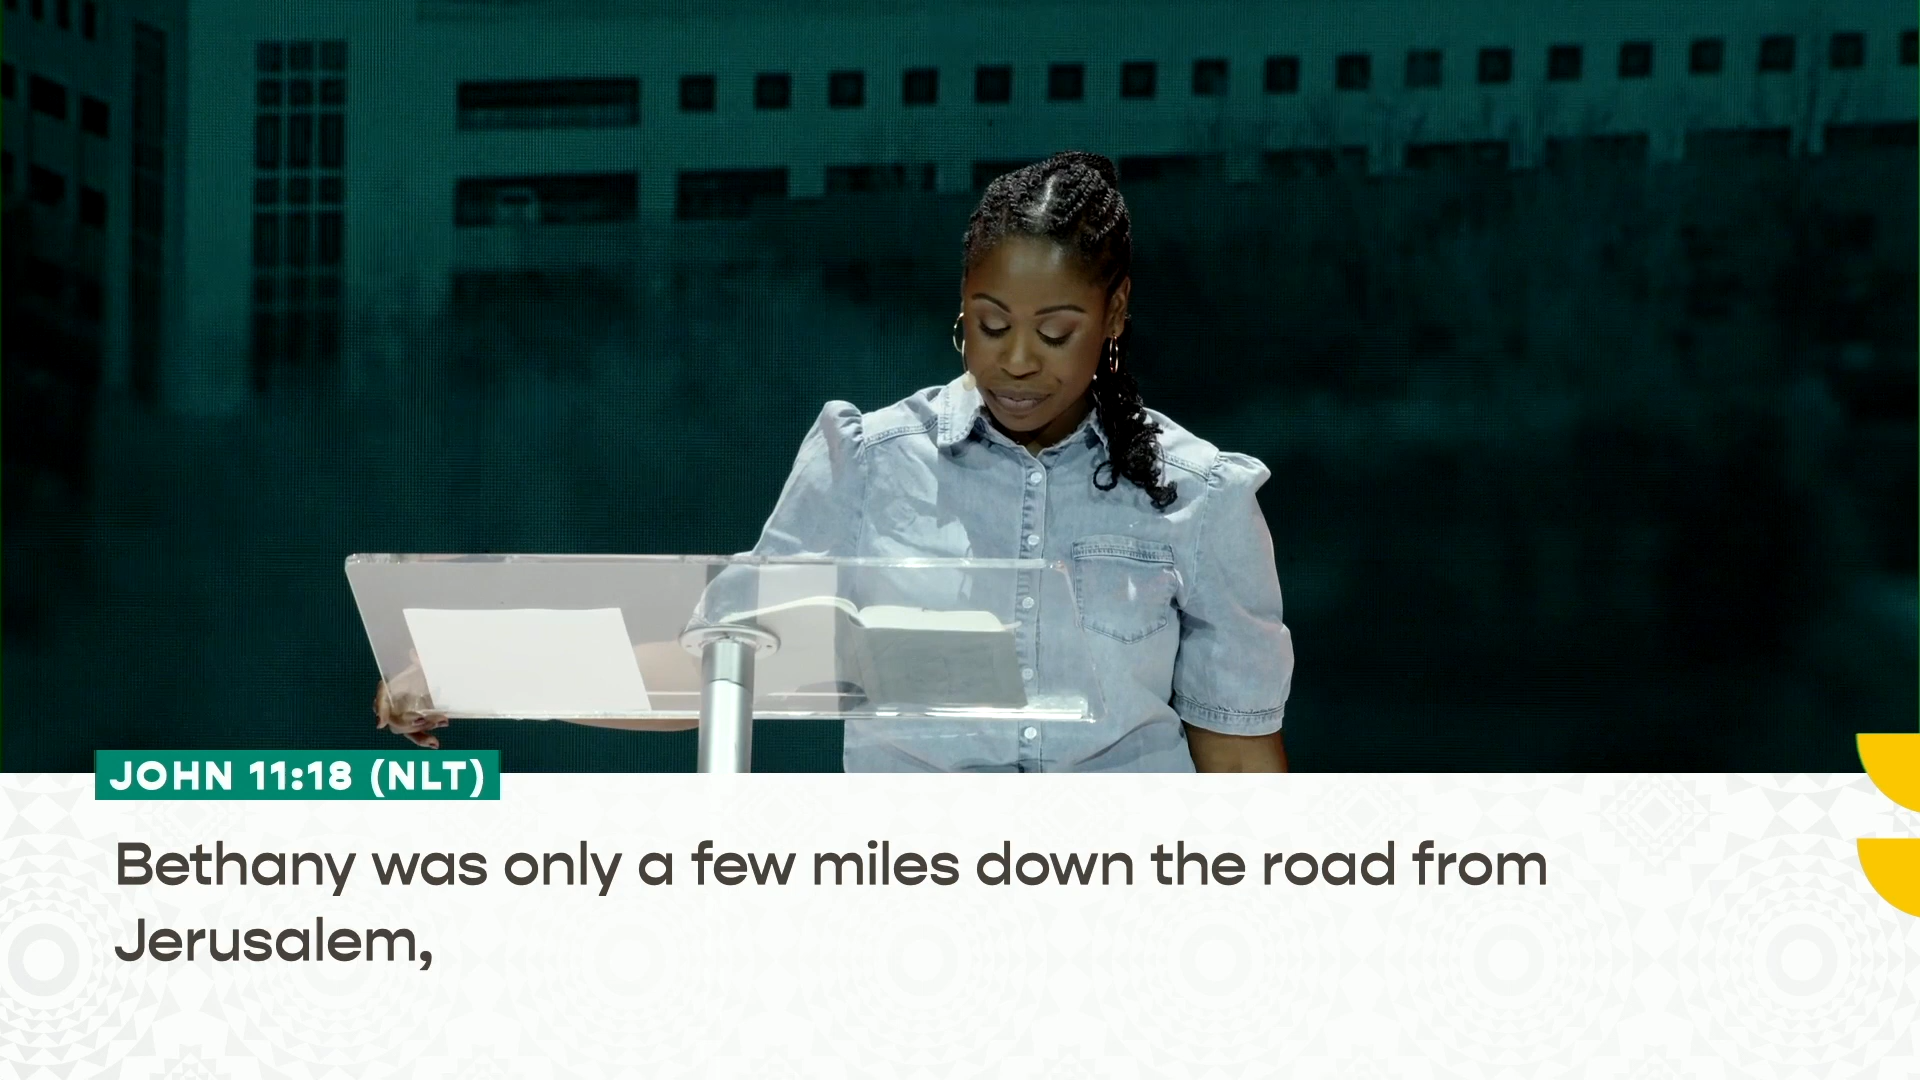 JOHN 11:18 (NLT)
Bethany was only a few miles down the road from
Jerusalem,